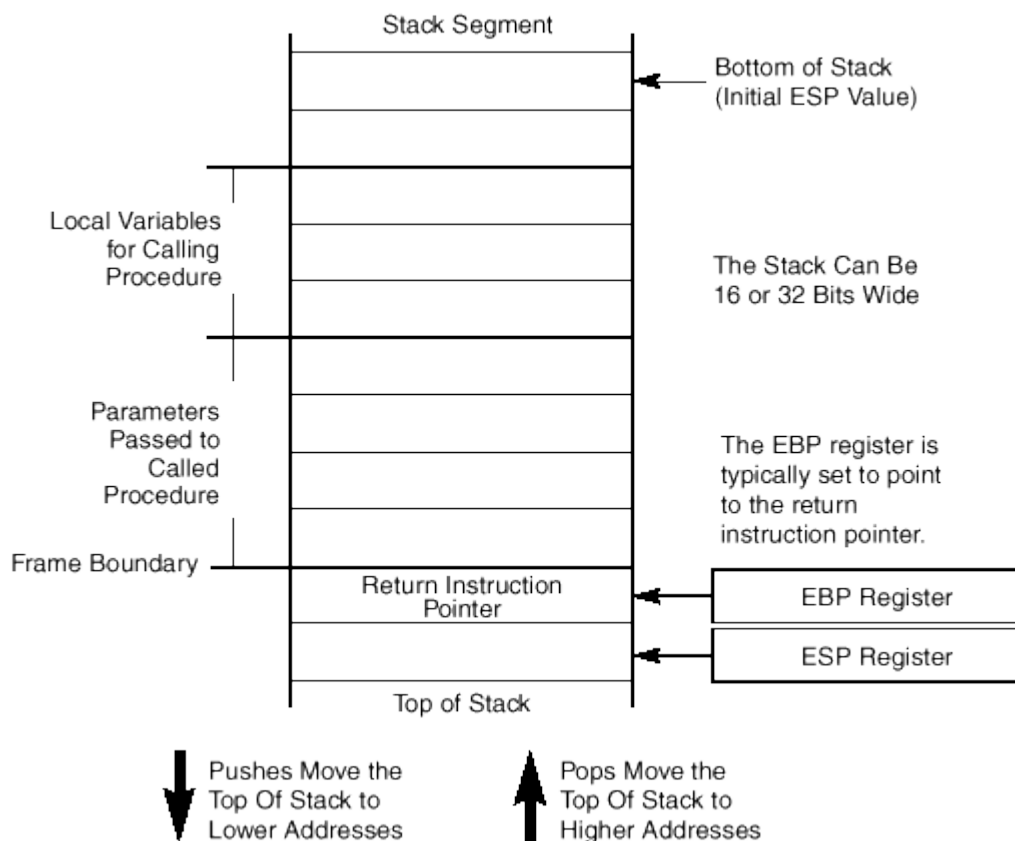 Stack Segment
Bottom of Stack
(Initial ESP Value)
Local Variables
for Calling
Procedure
The Stack Can Be
16 or 32 Bits Wide
Parameters
Passed to
Called
Procedure
The EBP register is
typically set to point
to the return
instruction pointer.
Frame Boundary
Return Instruction
Pointer
EBP Register
ESP Register
Top of Stack
Pushes Move the
Top Of Stack to
Lower Addresses
Pops Move the
Top Of Stack to
Higher Addresses